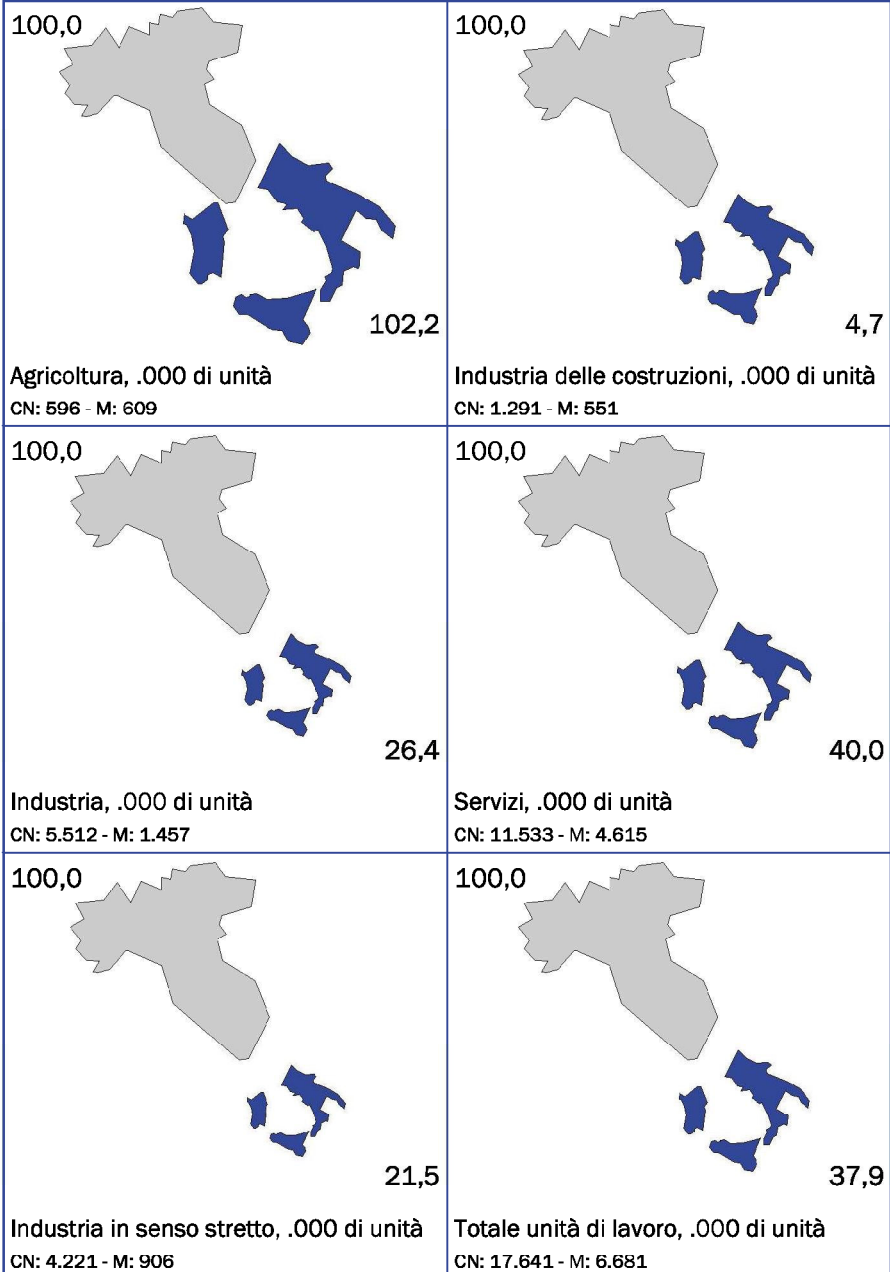 100,0
102,2
Agricoltura, .000 di unità
CN: 596 - M: 609
100,0
4,7
Industria delle costruzioni, .000 di unità
CN: 1.291 - M: 551
100,0
26,4
Industria, .000 di unità
CN: 5.512 - M: 1.457
100,0
40,0
Servizi, .000 di unità
CN: 11.533 - M: 4.615
100,0
21,5
Industria in senso stretto, .000 di unità
CN: 4.221 - M: 906
100,0
37,9
Totale unità di lavoro, .000 di unità
CN: 17.641 - M: 6.681